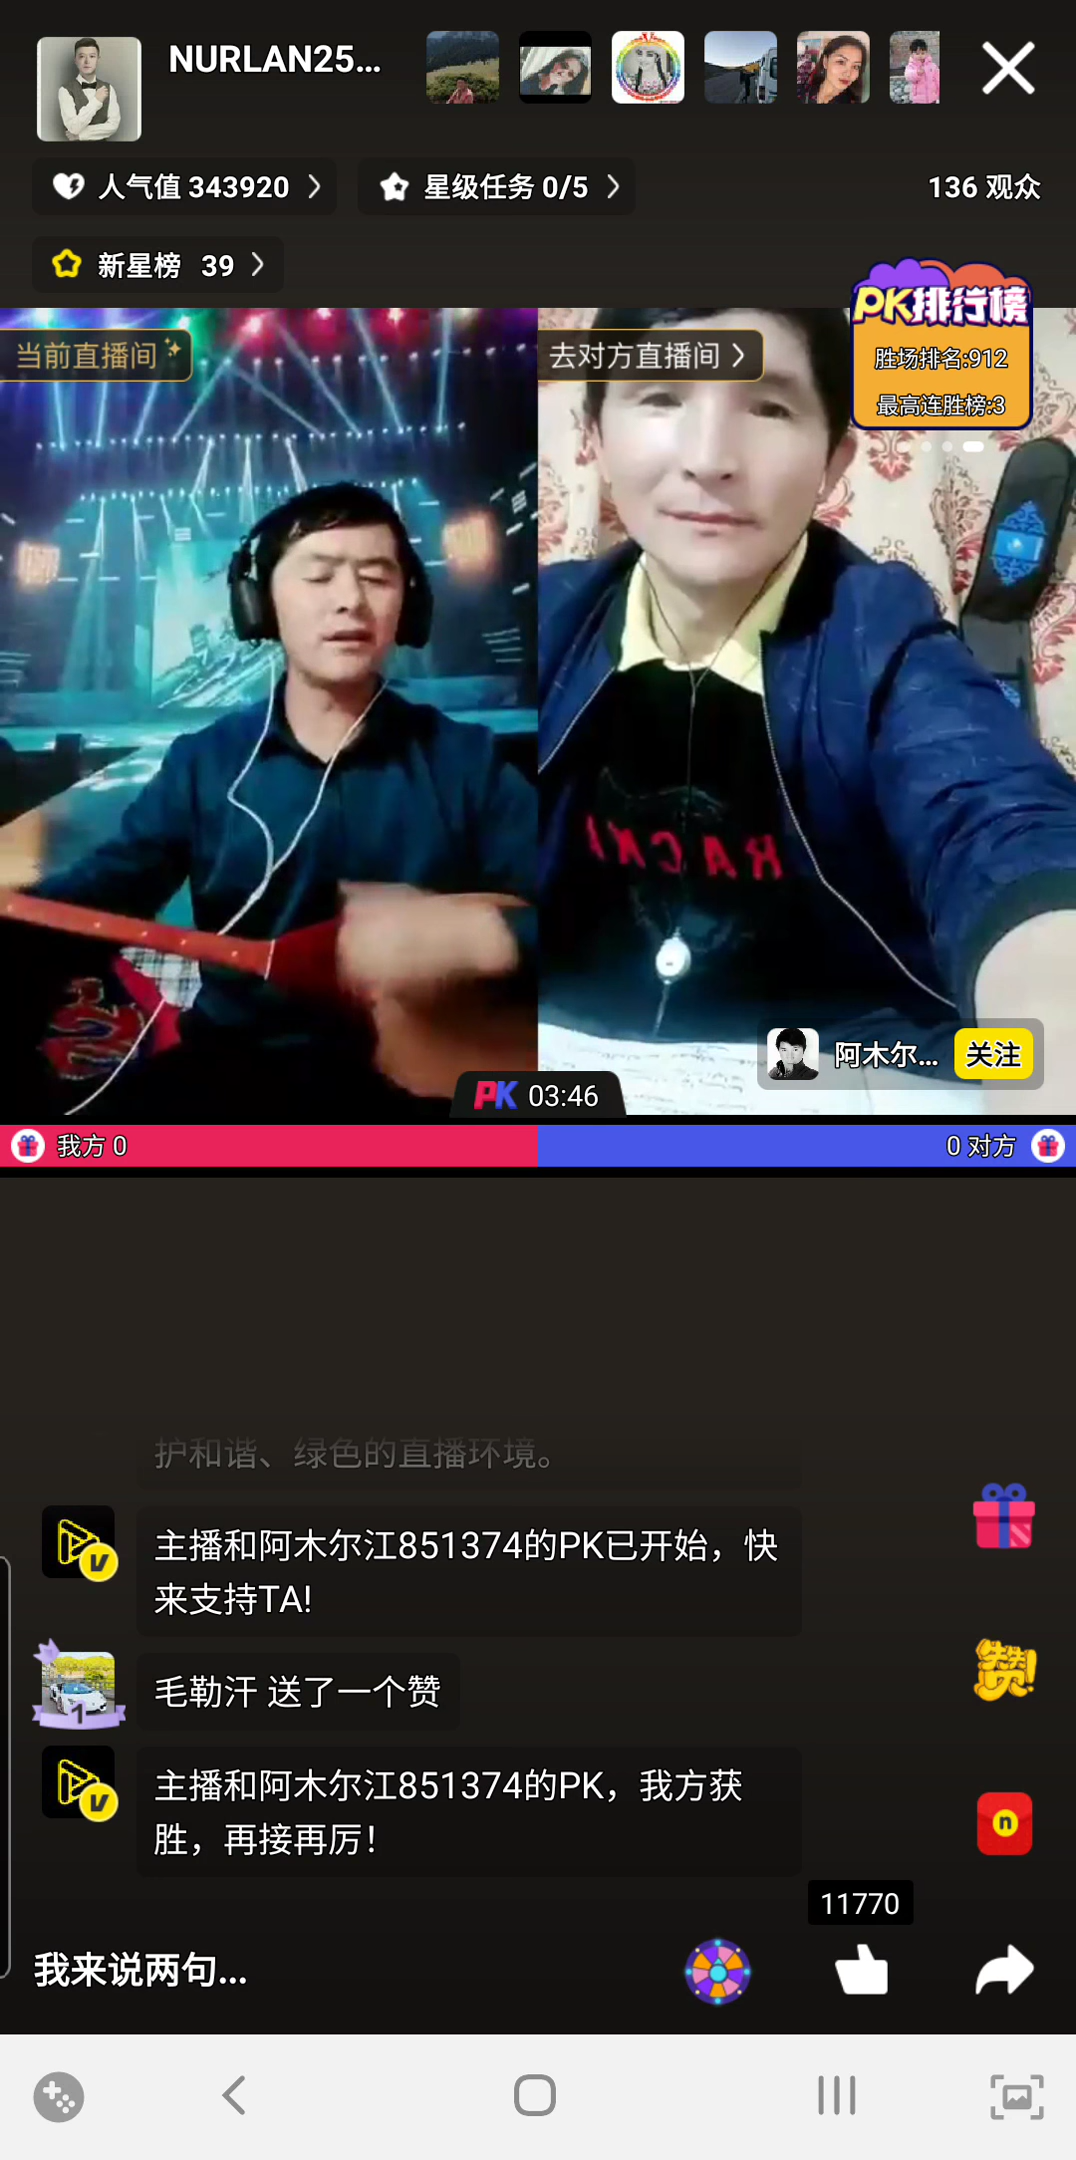 NURLAN25...
人气值 343920
星级任务 0/5
136 观众
新星榜 39
PK排行榜
胜场排名:912
最高连胜榜:3
当前直播间
去对方直播间
阿木尔...
关注
PK 03:46
我方 0
0 对方
护和谐、绿色的直播环境。
主播和阿木尔江851374的PK已开始，快
来支持TA!
1
毛勒汗 送了一个赞
主播和阿木尔江851374的PK，我方获
胜，再接再厉！
赞!
n
11770
我来说两句...